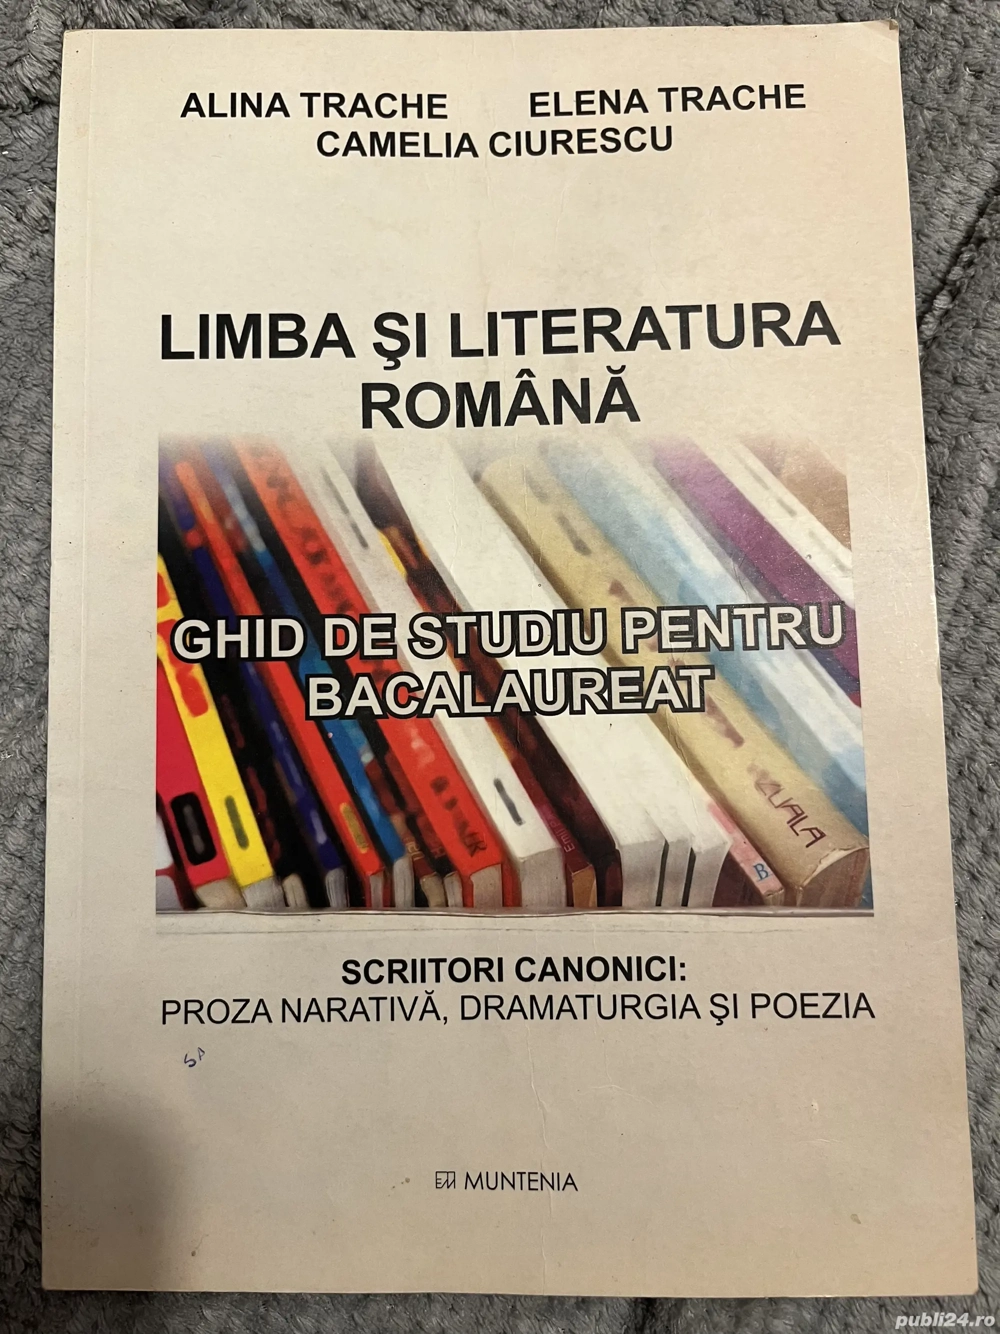 ALINA TRACHE ELENA TRACHE
CAMELIA CIURESCU
LIMBA ŞI LITERATURA
ROMÂNĂ
GHID DE STUDIU PENTRU
BACALAUREAT
SCRIITORI CANONICI:
PROZA NARATIVĂ, DRAMATURGIA ŞI POEZIA
EM MUNTENIA
publi24.ro